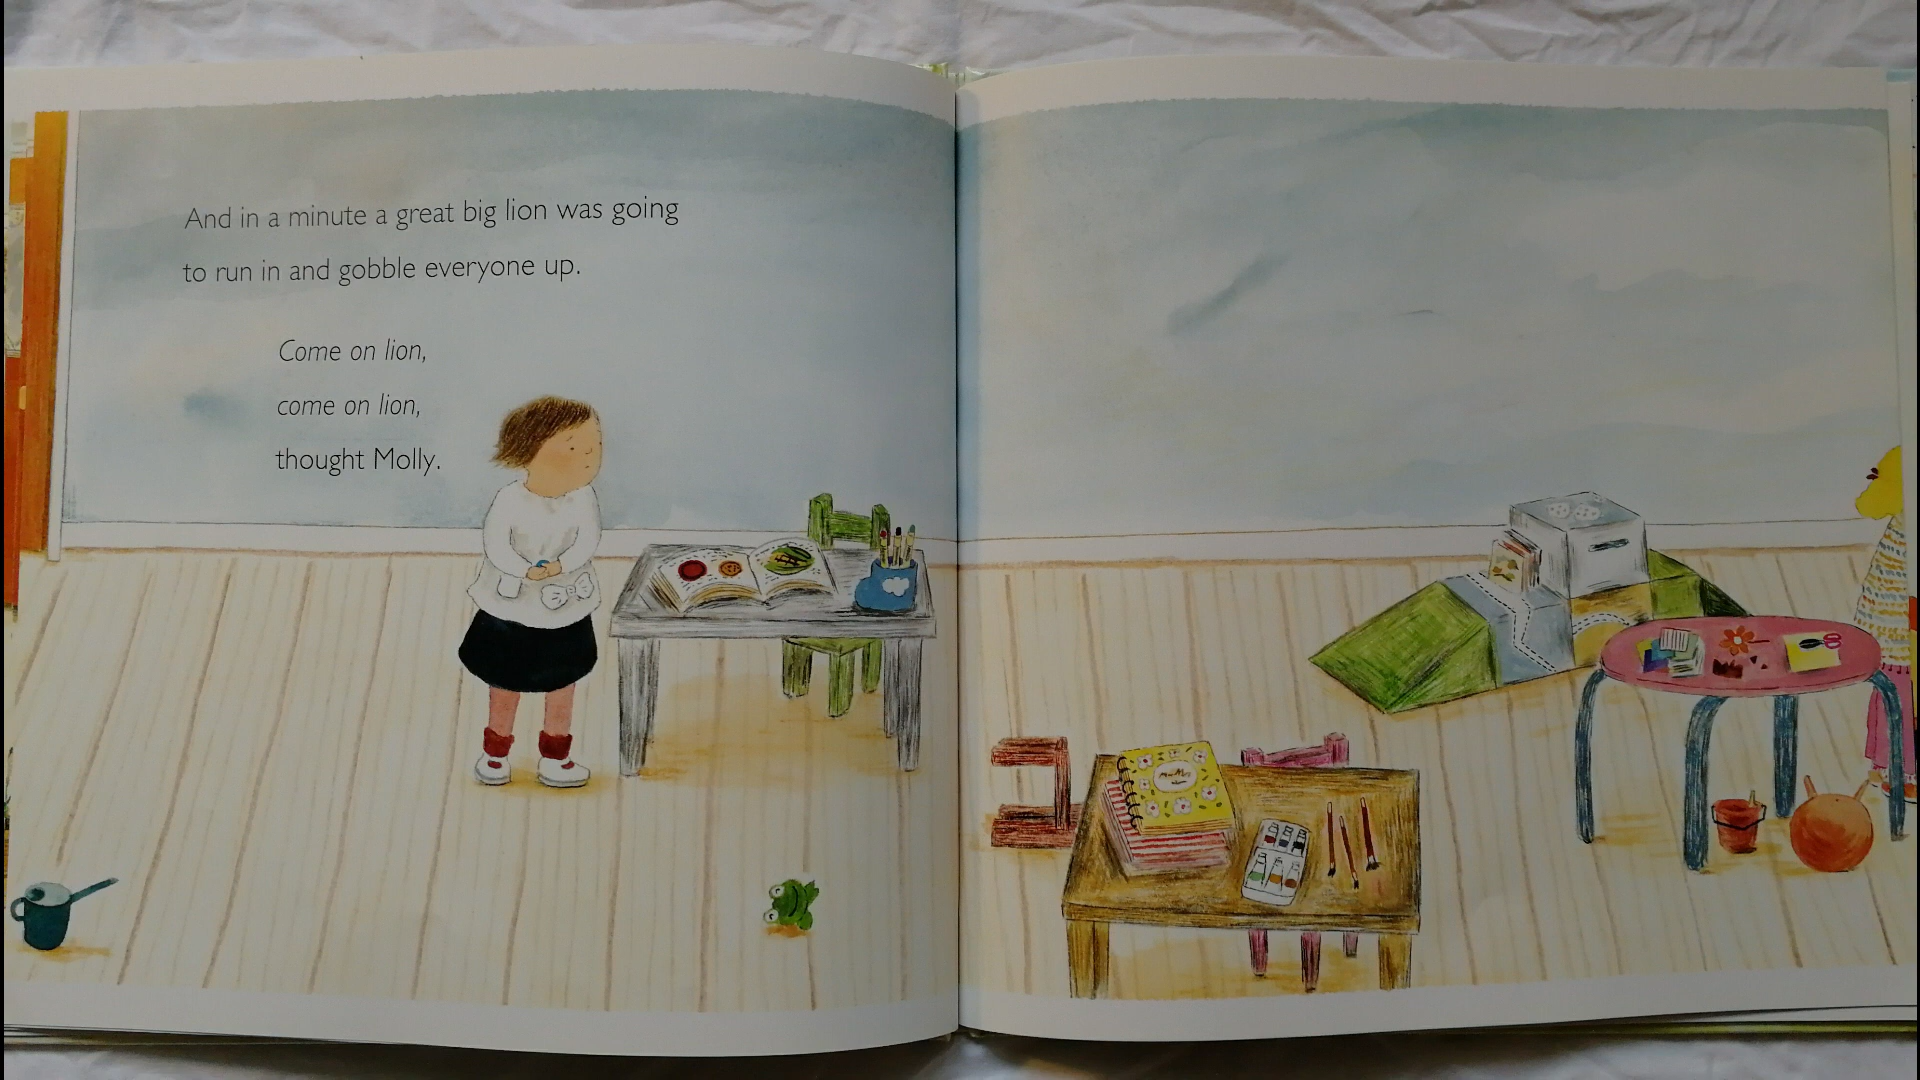 And in a minute a great big lion was going
to run in and gobble everyone up.
Come on lion,
come on lion,
thought Molly.